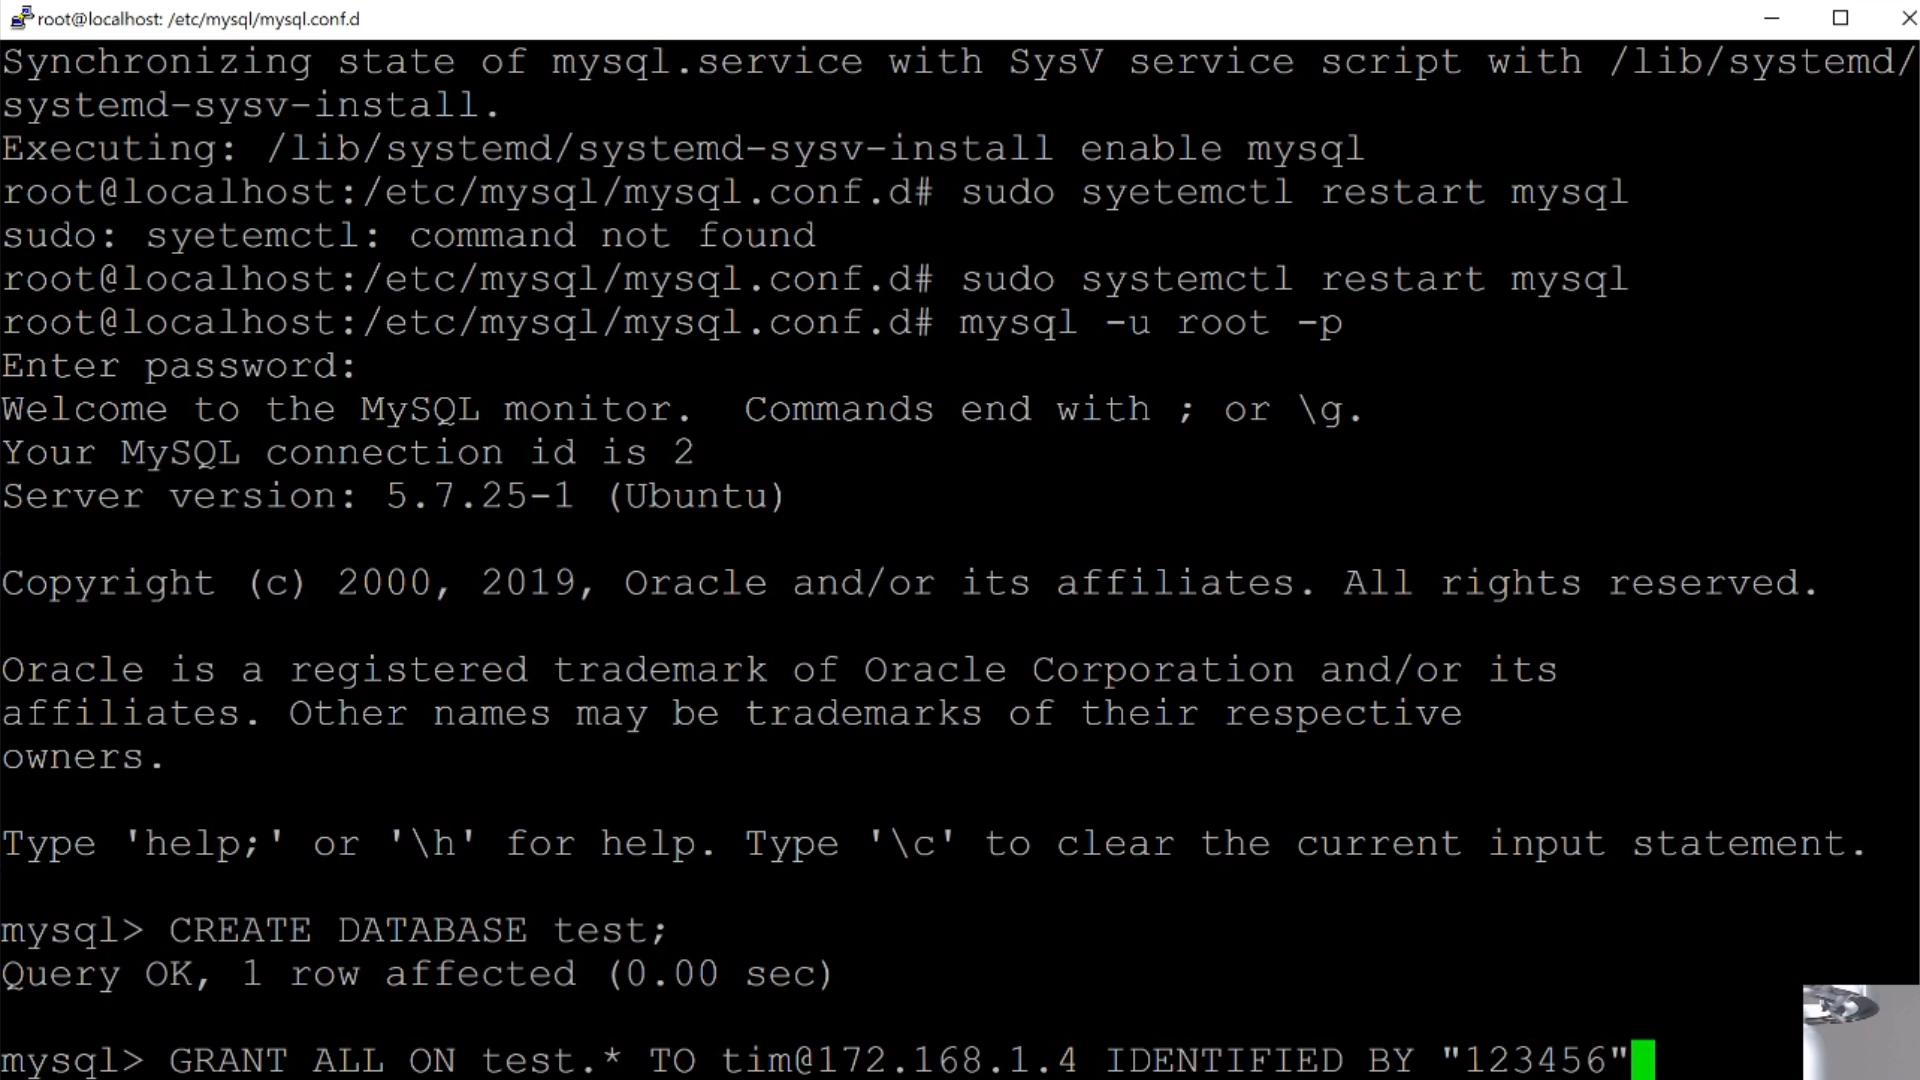 root@localhost: /etc/mysql/mysql.conf.d
Synchronizing state of mysql.service with SysV service script with /lib/systemd/
systemd-sysv-install.
Executing: /lib/systemd/systemd-sysv-install enable mysql
root@localhost:/etc/mysql/mysql.conf.d# sudo syetemctl restart mysql
sudo: syetemctl: command not found
root@localhost:/etc/mysql/mysql.conf.d# sudo systemctl restart mysql
root@localhost:/etc/mysql/mysql.conf.d# mysql -u root -p
Enter password:
Welcome to the MySQL monitor.  Commands end with ; or \g.
Your MySQL connection id is 2
Server version: 5.7.25-1 (Ubuntu)
Copyright (c) 2000, 2019, Oracle and/or its affiliates. All rights reserved.
Oracle is a registered trademark of Oracle Corporation and/or its
affiliates. Other names may be trademarks of their respective
owners.
Type 'help;' or '\h' for help. Type '\c' to clear the current input statement.
mysql> CREATE DATABASE test;
Query OK, 1 row affected (0.00 sec)
mysql> GRANT ALL ON test.* TO tim@172.168.1.4 IDENTIFIED BY "123456"